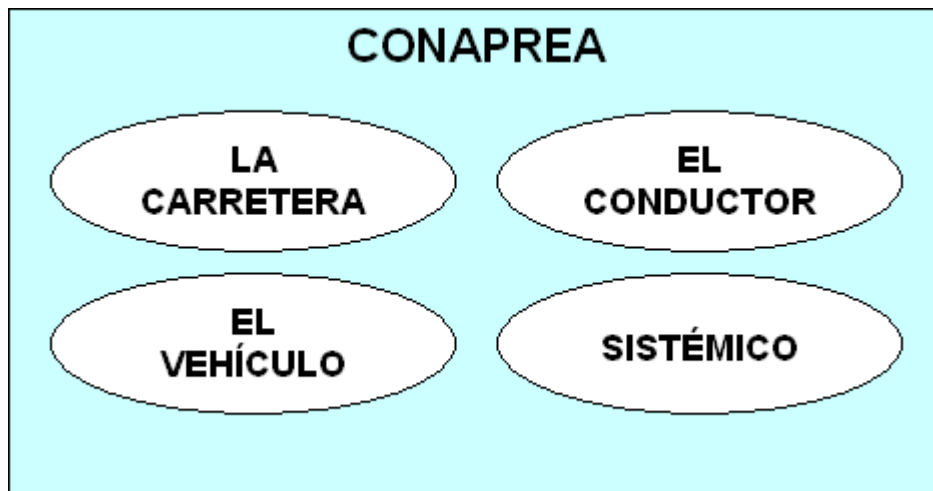 CONAPREA
LA
CARRETERA
EL
CONDUCTOR
EL
VEHÍCULO
SISTÉMICO